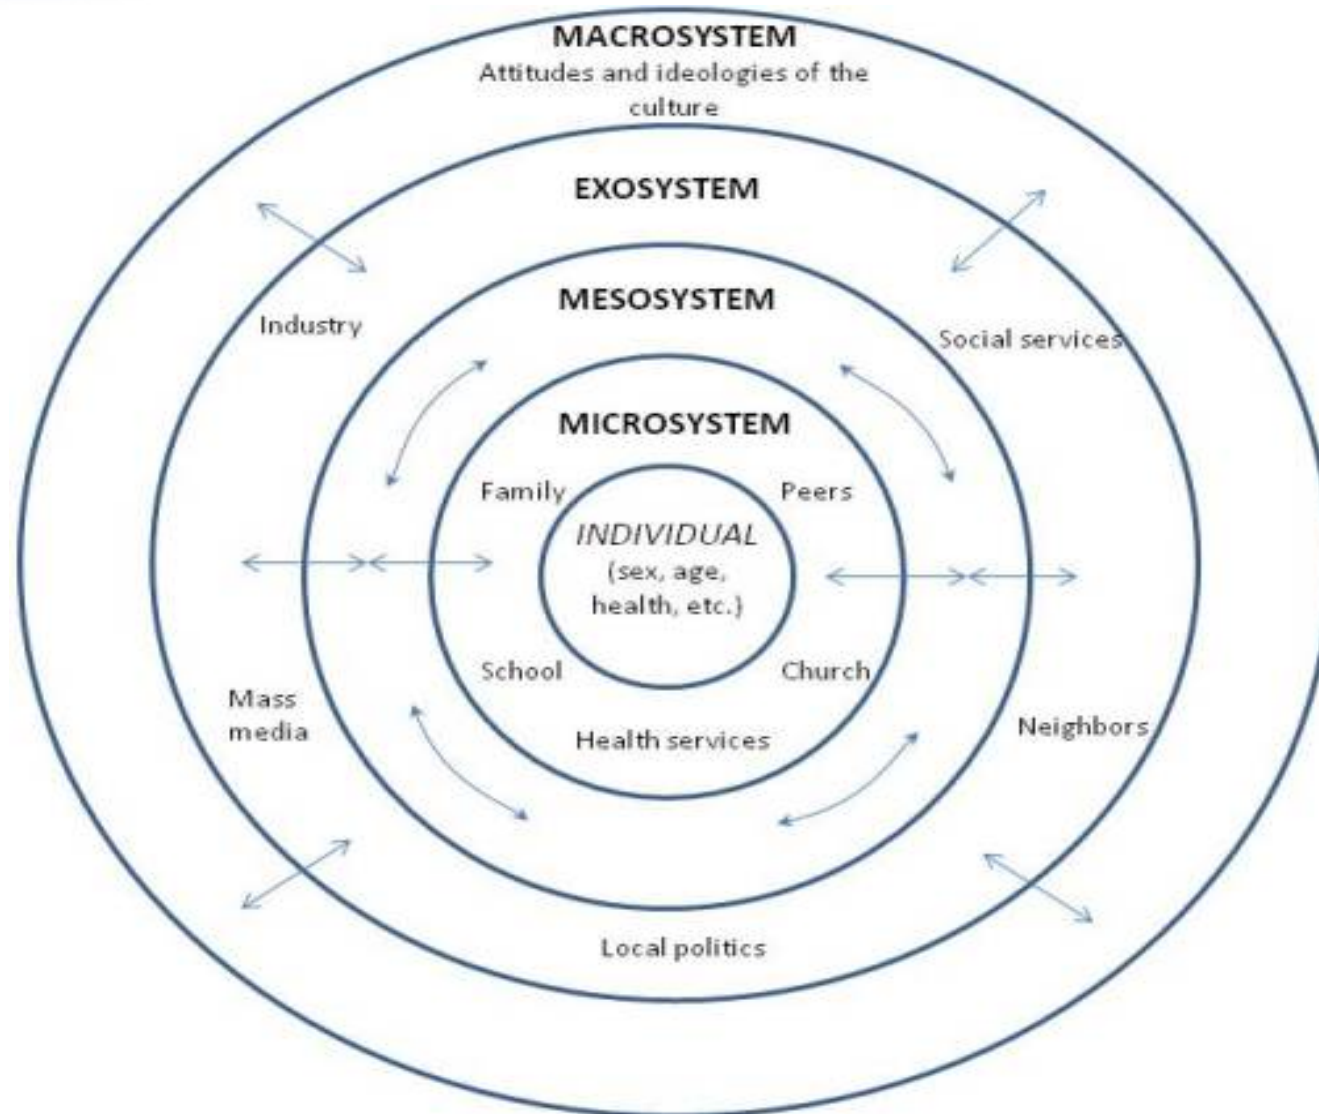 MACROSYSTEM
Attitudes and ideologies of the
culture
EXOSYSTEM
MESOSYSTEM
Industry
Social services
MICROSYSTEM
Family
Peers
INDIVIDUAL
(sex, age,
health, etc.)
School
Church
Mass
media
Health services
Neighbors
Local politics